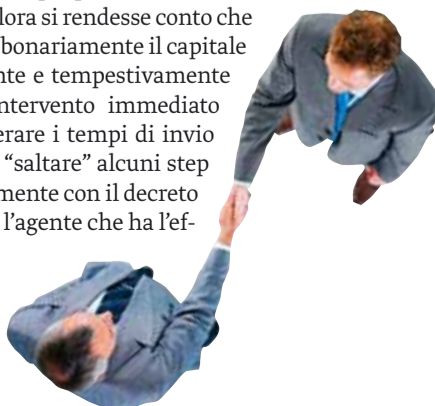 lora si rendesse conto che
bonariamente il capitale
nte e tempestivamente
ntervento immediato
erare i tempi di invio
“saltare” alcuni step
mente con il decreto
l’agente che ha l’ef-